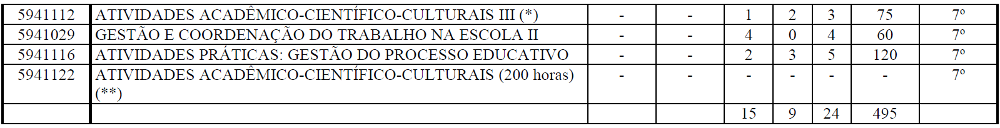 5941112 ATIVIDADES ACADÊMICO-CIENTÍFICO-CULTURAIS III (*) - - 1 2 3 75 7º
5941029 GESTÃO E COORDENAÇÃO DO TRABALHO NA ESCOLA II - - 4 0 4 60 7º
5941116 ATIVIDADES PRÁTICAS: GESTÃO DO PROCESSO EDUCATIVO - - 2 3 5 120 7º
5941122 ATIVIDADES ACADÊMICO-CIENTÍFICO-CULTURAIS (200 horas) - - - - - - 7º
(**)
15 9 24 495